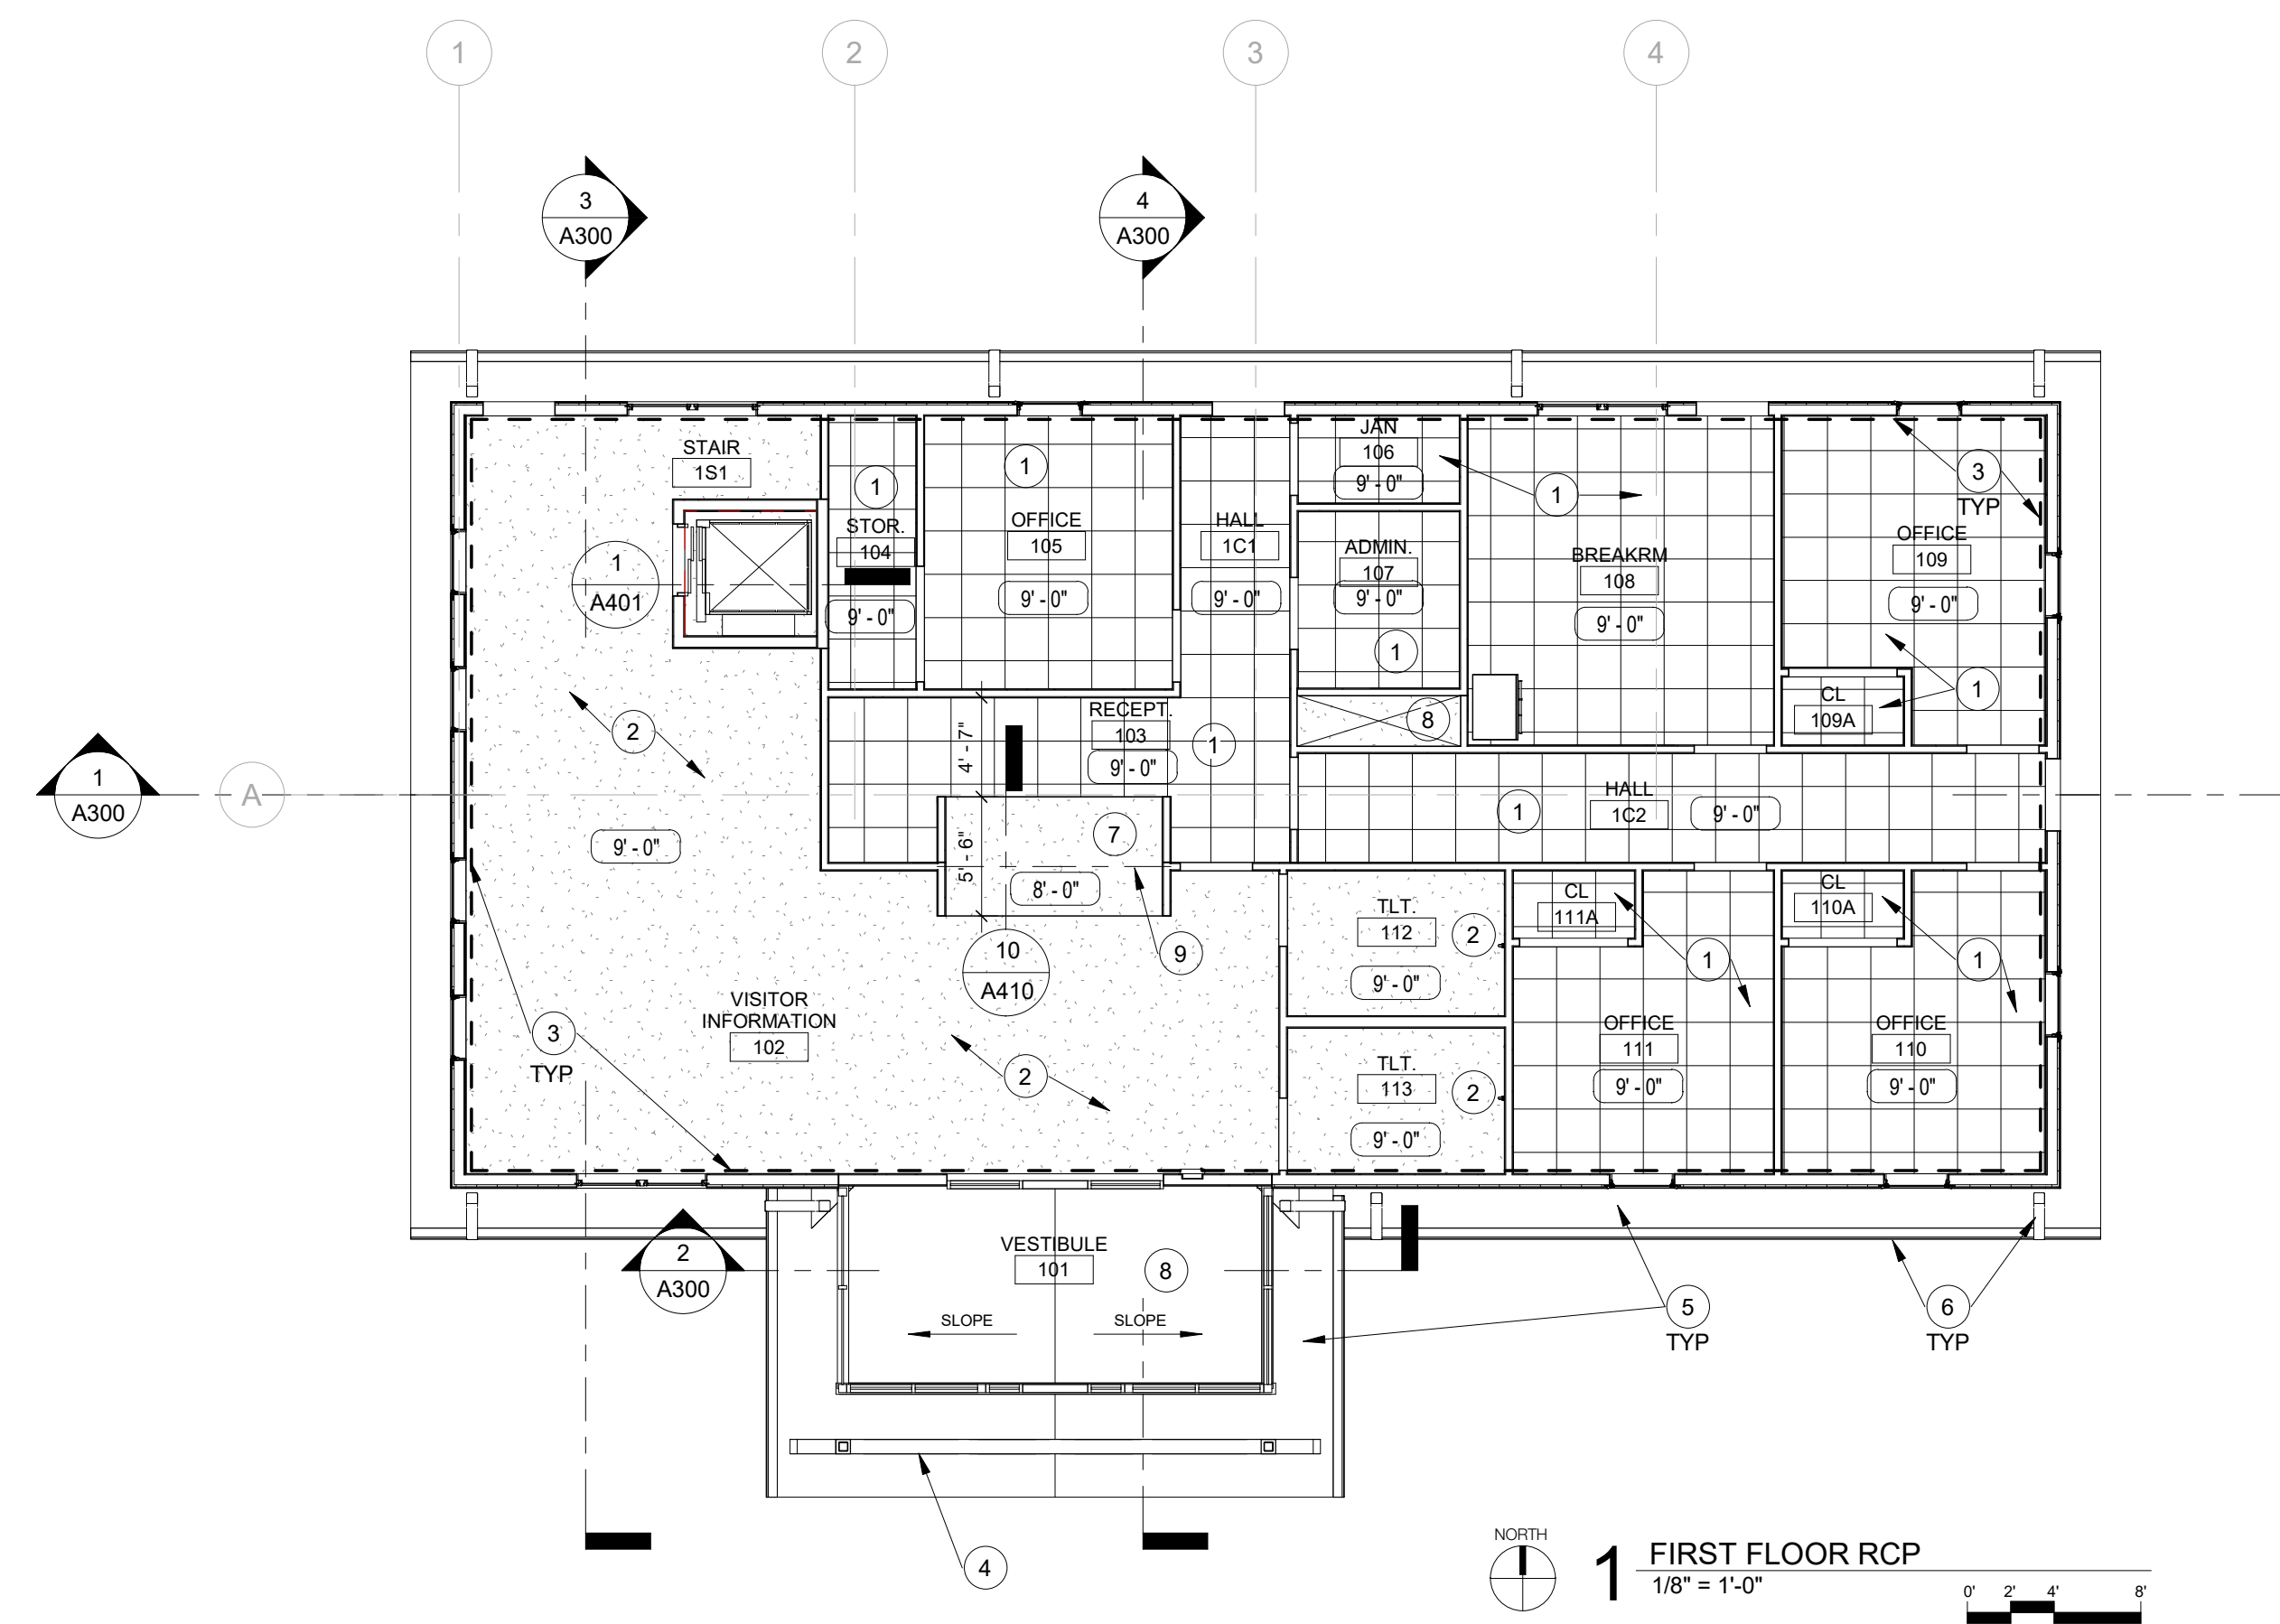 1
2
3
4
3
A300
4
A300
STAIR
1S1
1
STOR.
104
9' - 0"
1
OFFICE
105
9' - 0"
HALL
1C1
9' - 0"
JAN
106
9' - 0"
1
ADMIN.
107
9' - 0"
1
BREAKRM
108
9' - 0"
3
TYP
OFFICE
109
9' - 0"
1
CL
109A
1
A401
2
4' - 7"
RECEPT.
103
9' - 0"
1
8
1
A300
A
9' - 0"
5' - 6"
7
8' - 0"
1
HALL
1C2
9' - 0"
10
A410
9
TLT.
112
2
9' - 0"
CL
111A
1
CL
110A
1
VISITOR
INFORMATION
102
3
TYP
2
TLT.
113
2
9' - 0"
OFFICE
111
9' - 0"
OFFICE
110
9' - 0"
2
A300
VESTIBULE
101
8
SLOPE
SLOPE
5
TYP
6
TYP
4
NORTH
1
FIRST FLOOR RCP
1/8" = 1'-0"
0' 2' 4' 8'